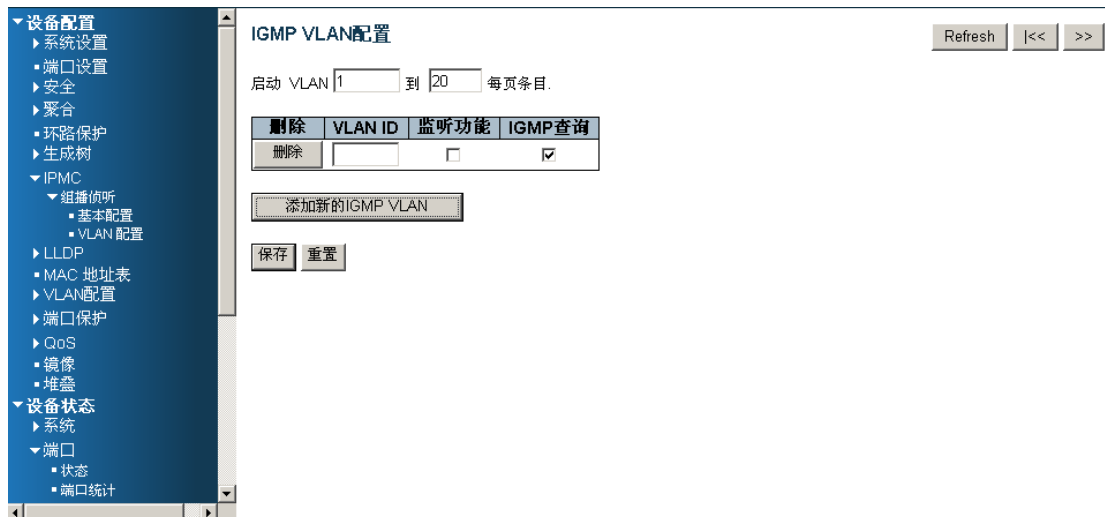 设备配置
系统设置
端口设置
安全
聚合
环路保护
生成树
IPMC
组播侦听
基本配置
VLAN 配置
LLDP
MAC 地址表
VLAN配置
端口保护
QoS
镜像
堆叠
设备状态
系统
端口
状态
端口统计
IGMP VLAN配置
Refresh |<< >>
启动 VLAN 1 到 20 每页条目.
删除 VLAN ID 监听功能 IGMP查询
删除
添加新的IGMP VLAN
保存 重置